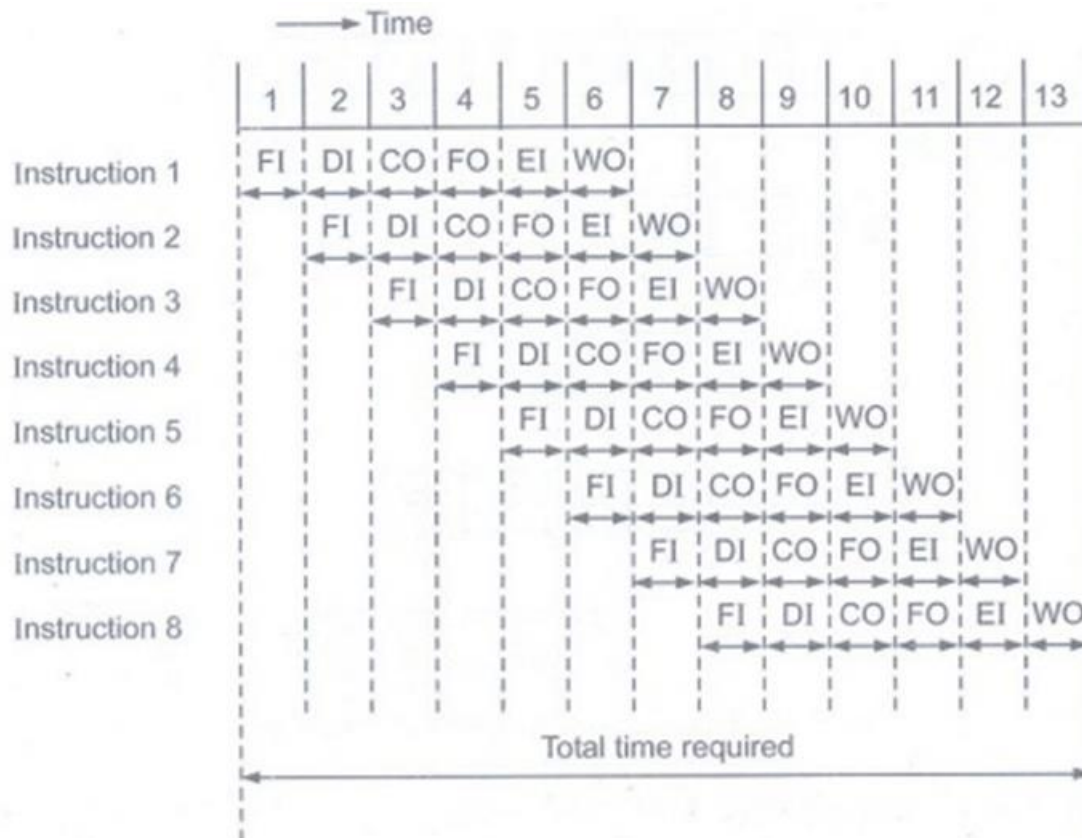 Time
1 2 3 4 5 6 7 8 9 10 11 12 13
Instruction 1 FI DI CO FO EI WO
Instruction 2 FI DI CO FO EI WO
Instruction 3 FI DI CO FO EI WO
Instruction 4 FI DI CO FO EI WO
Instruction 5 FI DI CO FO EI WO
Instruction 6 FI DI CO FO EI WO
Instruction 7 FI DI CO FO EI WO
Instruction 8 FI DI CO FO EI WO
Total time required